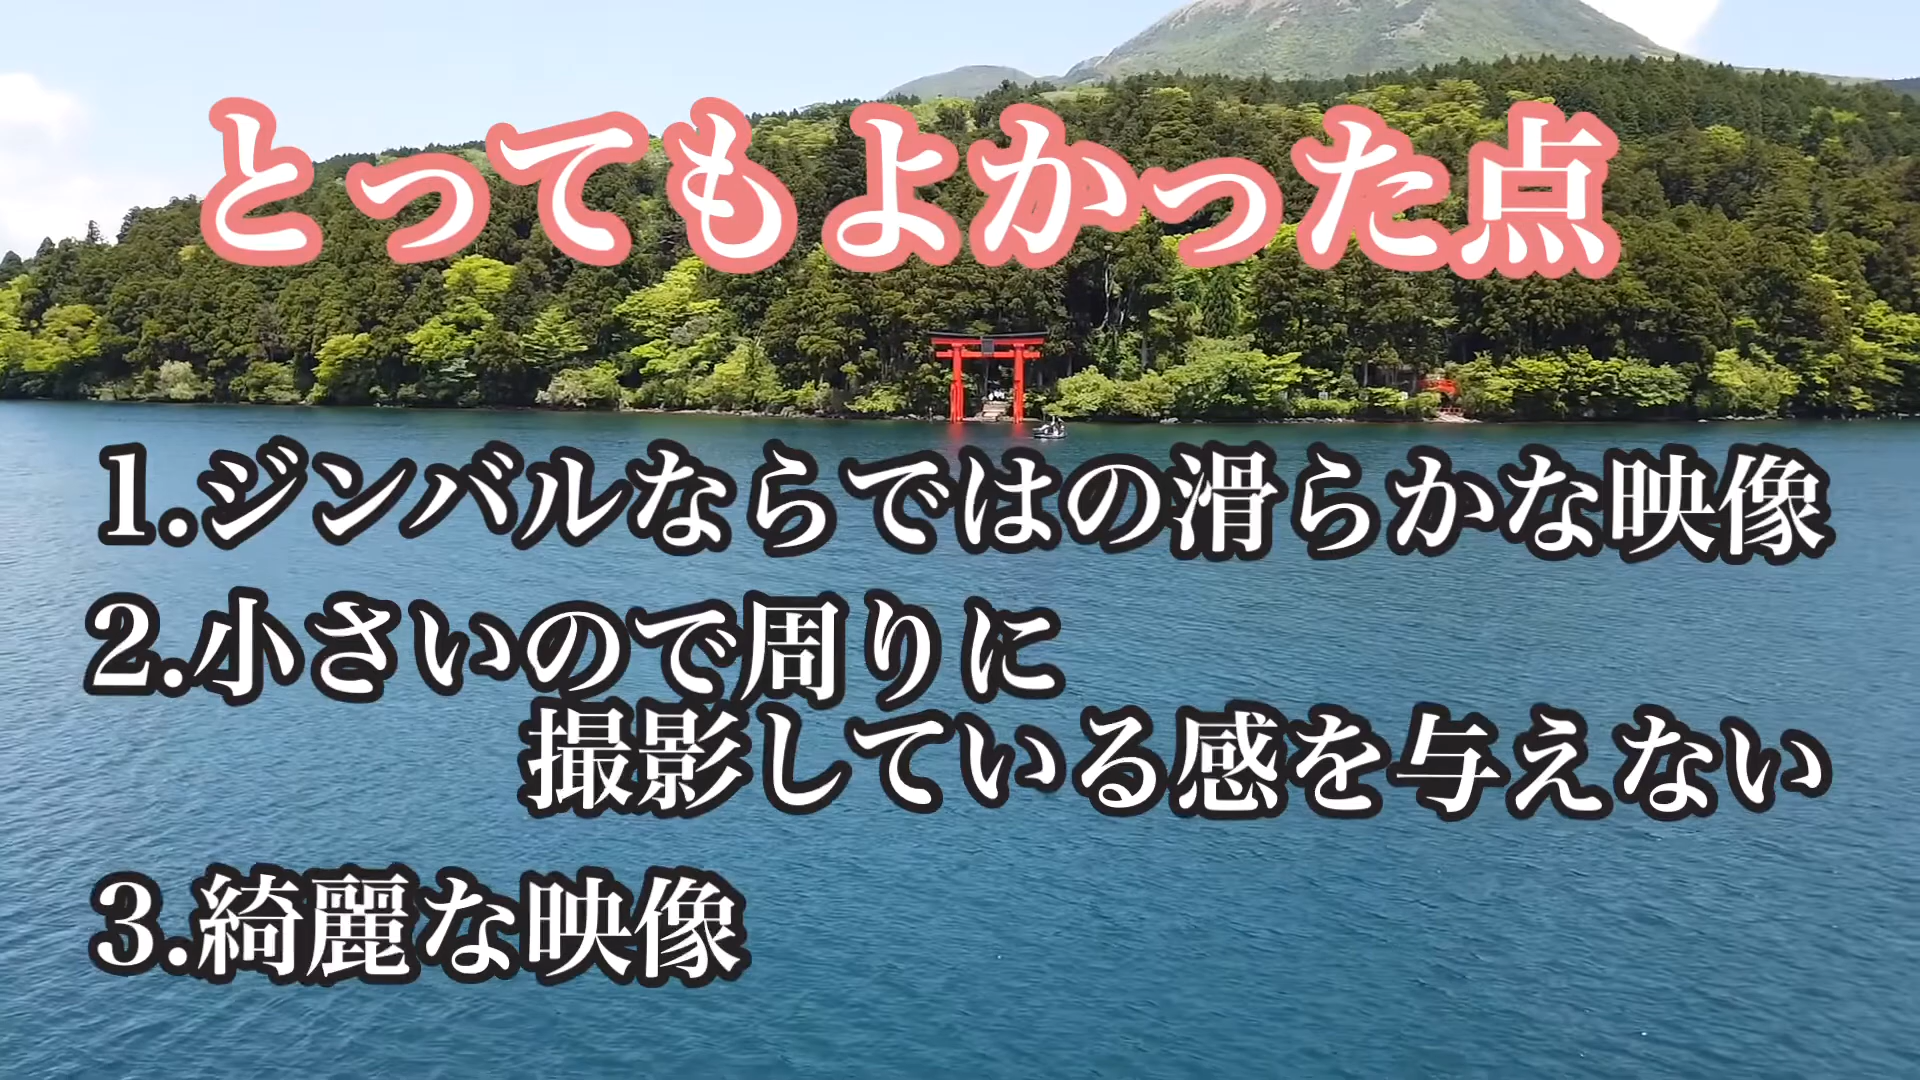 とってもよかった点
1.ジンバルならではの滑らかな映像
2.小さいので周りに
撮影している感を与えない
3.綺麗な映像